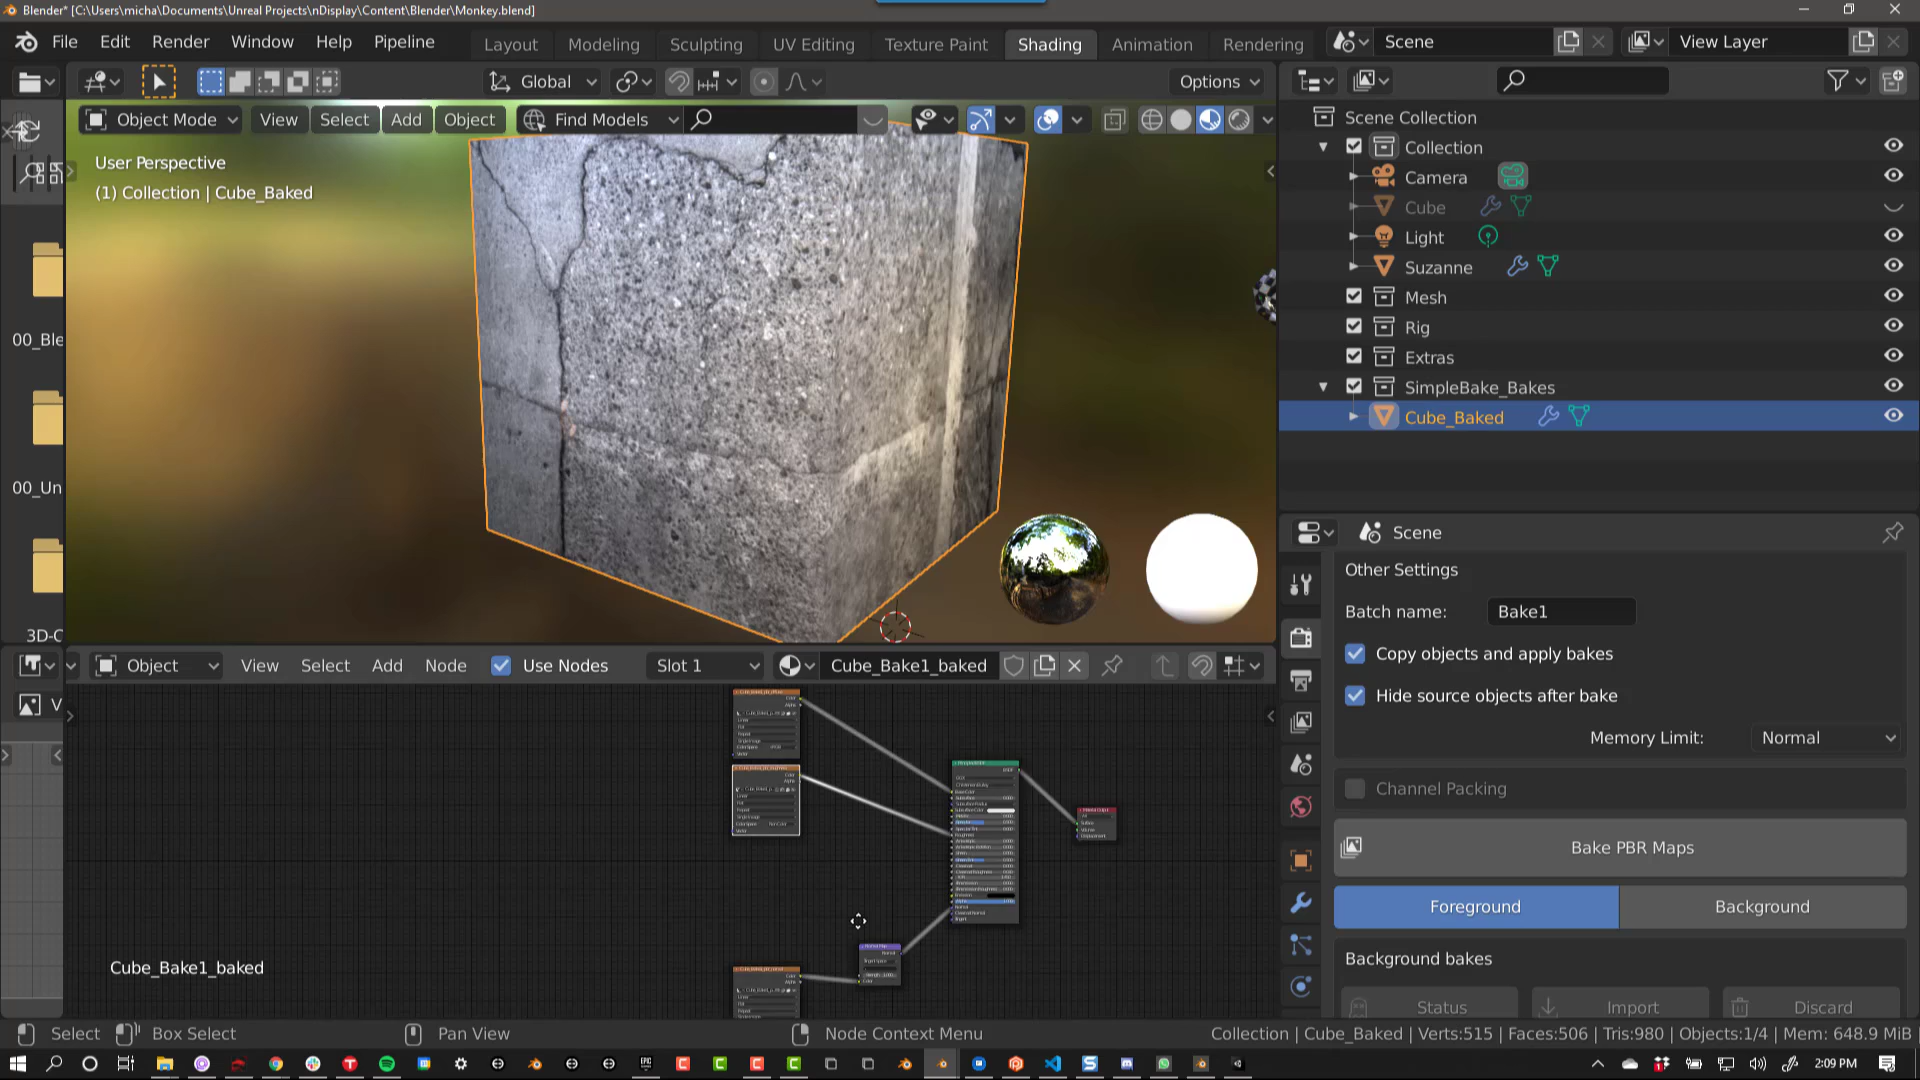 Blender* [C:\Users\micha\Documents\Unreal Projects\nDisplay\Content\Blender\Monkey.blend]
File Edit Render Window Help Pipeline Layout Modeling Sculpting UV Editing Texture Paint Shading Animation Rendering Scene View Layer
Global Options
Object Mode View Select Add Object Find Models
User Perspective
(1) Collection | Cube_Baked
00_Ble
00_Un
3D-C
Scene Collection
Collection
Camera
Cube
Light
Suzanne
Mesh
Rig
Extras
SimpleBake_Bakes
Cube_Baked
Scene
Other Settings
Batch name: Bake1
Copy objects and apply bakes
Hide source objects after bake
Memory Limit: Normal
Channel Packing
Bake PBR Maps
Foreground Background
Background bakes
Status Import Discard
Object View Select Add Node Use Nodes Slot 1 Cube_Bake1_baked
V
Cube_Bake1_baked
Select Box Select Pan View Node Context Menu Collection | Cube_Baked | Verts:515 | Faces:506 | Tris:980 | Objects:1/4 | Mem: 648.9 MiB
2:09 PM